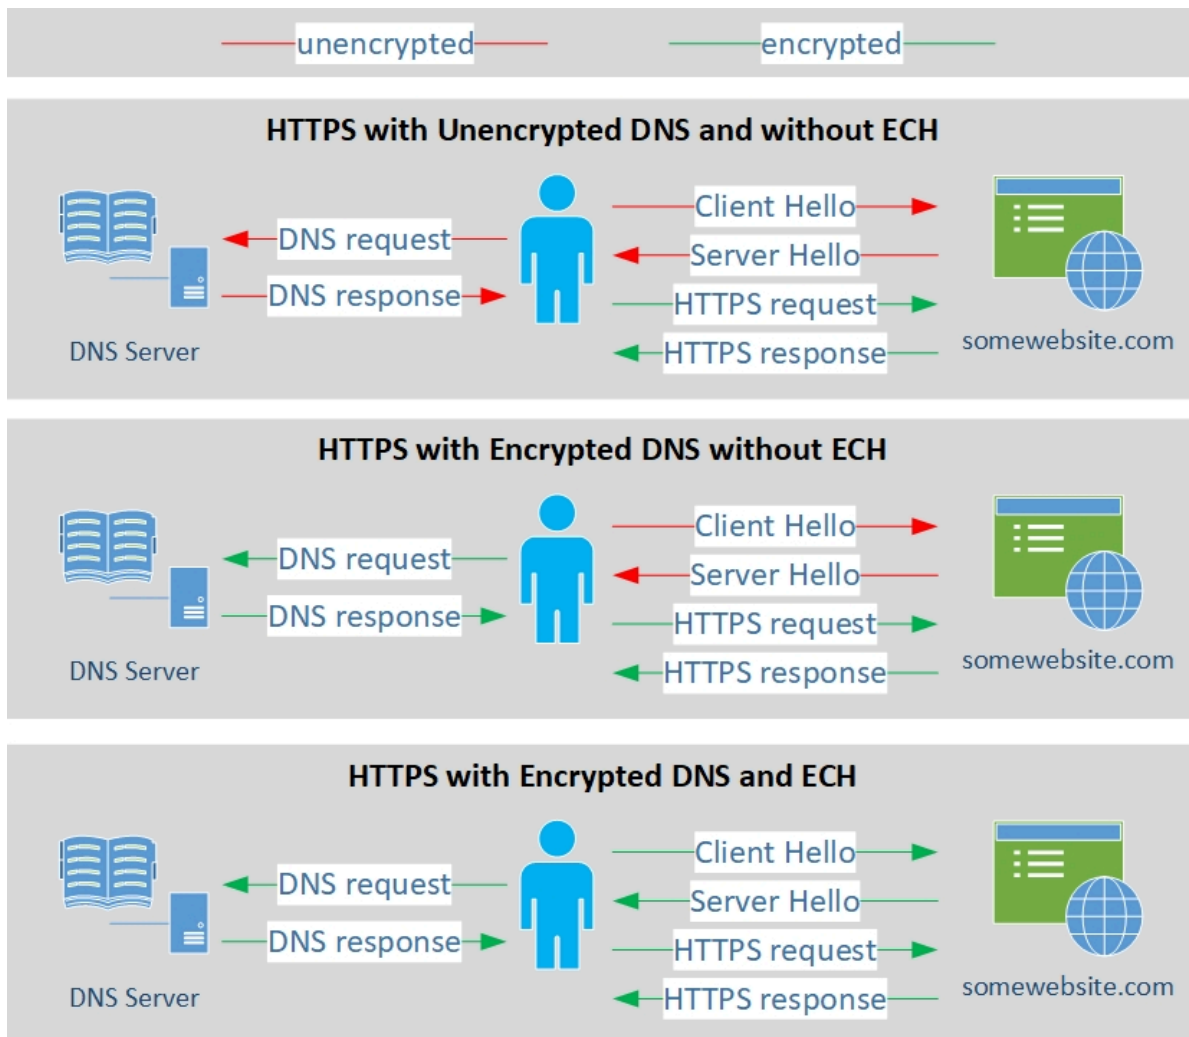 unencrypted
encrypted
HTTPS with Unencrypted DNS and without ECH
DNS request
DNS response
DNS Server
Client Hello
Server Hello
HTTPS request
HTTPS response
somewebsite.com
HTTPS with Encrypted DNS without ECH
DNS request
DNS response
DNS Server
Client Hello
Server Hello
HTTPS request
HTTPS response
somewebsite.com
HTTPS with Encrypted DNS and ECH
DNS request
DNS response
DNS Server
Client Hello
Server Hello
HTTPS request
HTTPS response
somewebsite.com